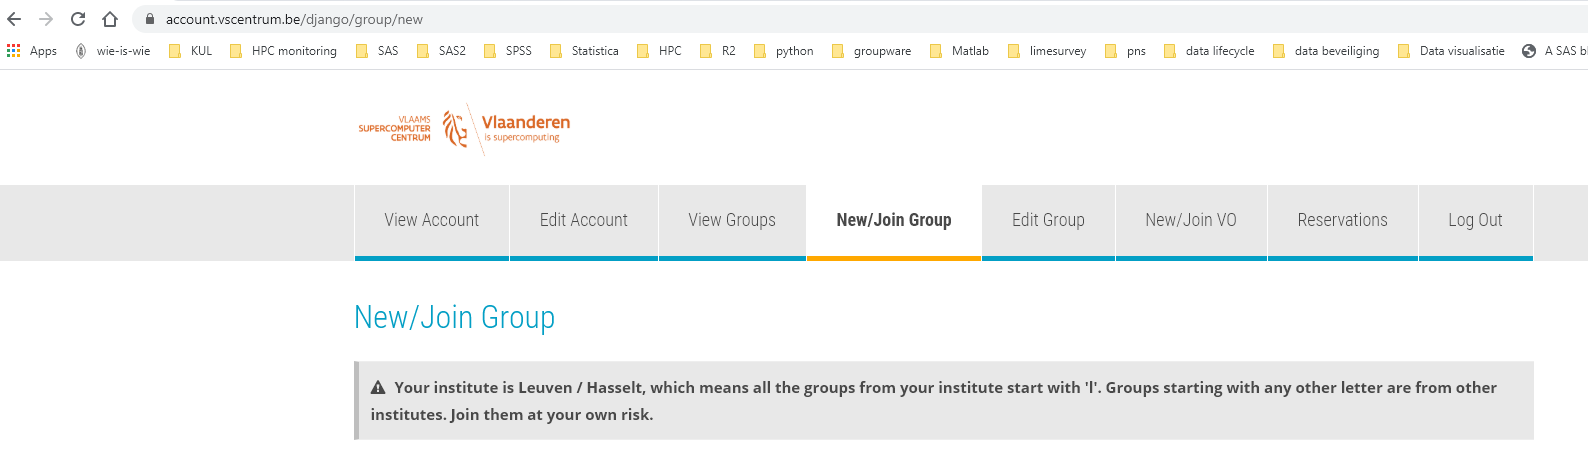 account.vscentrum.be/django/group/new
Apps wie-is-wie KUL HPC monitoring SAS SAS2 SPSS Statistica HPC R2 python groupware Matlab limesurvey pns data lifecycle data beveiliging Data visualisatie A SAS bl
VLAAMS
SUPERCOMPUTER
CENTRUM
Vlaanderen
is supercomputing
View Account Edit Account View Groups New/Join Group Edit Group New/Join VO Reservations Log Out
New/Join Group
Your institute is Leuven / Hasselt, which means all the groups from your institute start with 'l'. Groups starting with any other letter are from other
institutes. Join them at your own risk.